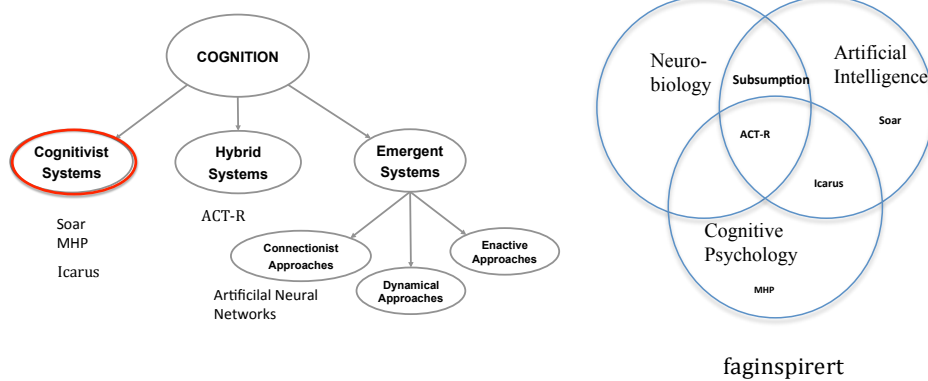 COGNITION
Cognitivist
Systems
Hybrid
Systems
Emergent
Systems
Soar
MHP
Icarus
ACT-R
Connectionist
Approaches
Enactive
Approaches
Dynamical
Approaches
Artificilal Neural
Networks
Neuro-
biology
Artificial
Intelligence
Subsumption
Soar
ACT-R
Icarus
Cognitive
Psychology
MHP
faginspirert